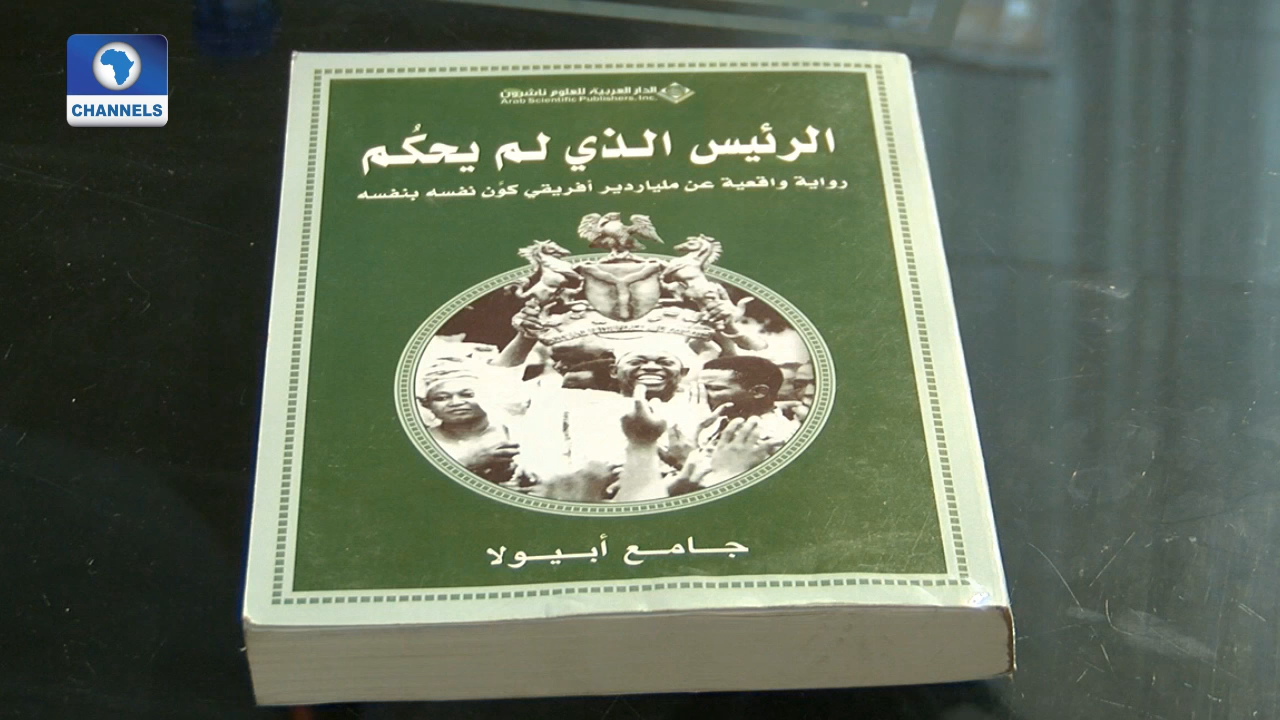 CHANNELS
الدار العربية للعلوم ناشرون
Arab Scientific Publishers, Inc.
الرئيس الذي لم يحكُم
رواية واقعية عن ملياردير أفريقي كوّن نفسه بنفسه
جامع أبيولا